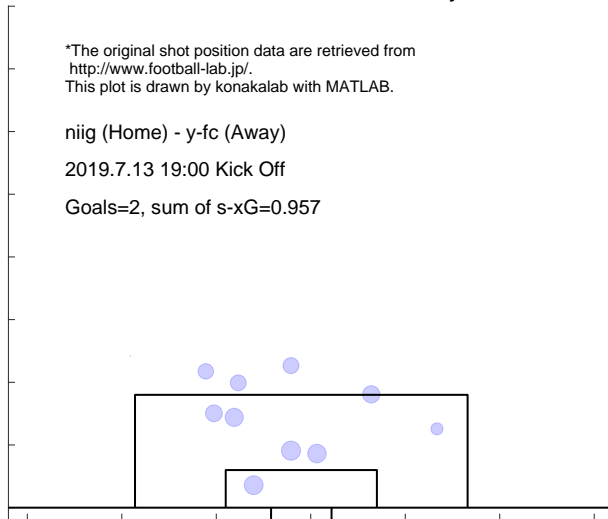 *The original shot position data are retrieved from
http://www.football-lab.jp/.
This plot is drawn by konakalab with MATLAB.
niig (Home) - y-fc (Away)
2019.7.13 19:00 Kick Off
Goals=2, sum of s-xG=0.957